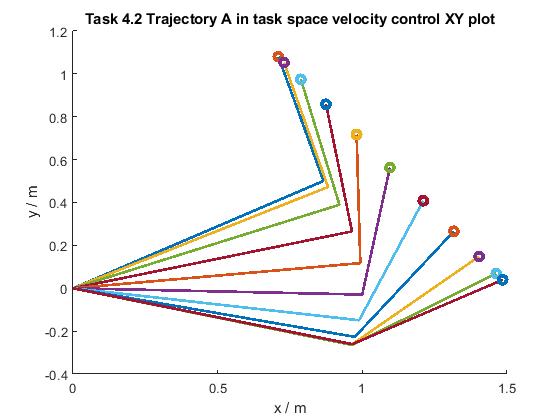 Task 4.2 Trajectory A in task space velocity control XY plot
1.2
1
0.8
0.6
0.4
0.2
0
-0.2
-0.4
y / m
0 0.5 1 1.5
x / m